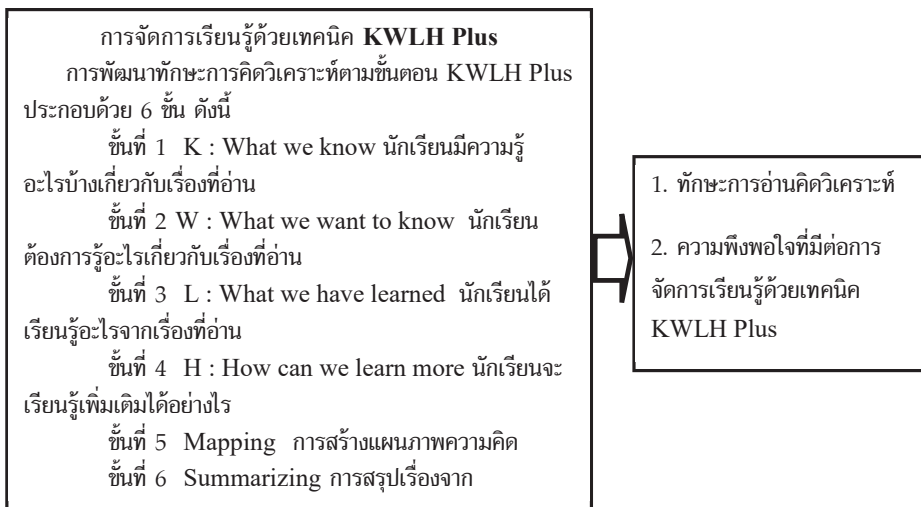 การจัดการเรียนรู้ด้วยเทคนิค KWLH Plus
การพัฒนาทักษะการคิดวิเคราะห์ตามขั้นตอน KWLH Plus
ประกอบด้วย 6 ขั้น ดังนี้
ขั้นที่ 1 K : What we know นักเรียนมีความรู้
อะไรบ้างเกี่ยวกับเรื่องที่อ่าน
ขั้นที่ 2 W : What we want to know นักเรียน
ต้องการรู้อะไรเกี่ยวกับเรื่องที่อ่าน
ขั้นที่ 3 L : What we have learned นักเรียนได้
เรียนรู้อะไรจากเรื่องที่อ่าน
ขั้นที่ 4 H : How can we learn more นักเรียนจะ
เรียนรู้เพิ่มเติมได้อย่างไร
ขั้นที่ 5 Mapping การสร้างแผนภาพความคิด
ขั้นที่ 6 Summarizing การสรุปเรื่องจาก
1. ทักษะการอ่านคิดวิเคราะห์
2. ความพึงพอใจที่มีต่อการ
จัดการเรียนรู้ด้วยเทคนิค
KWLH Plus